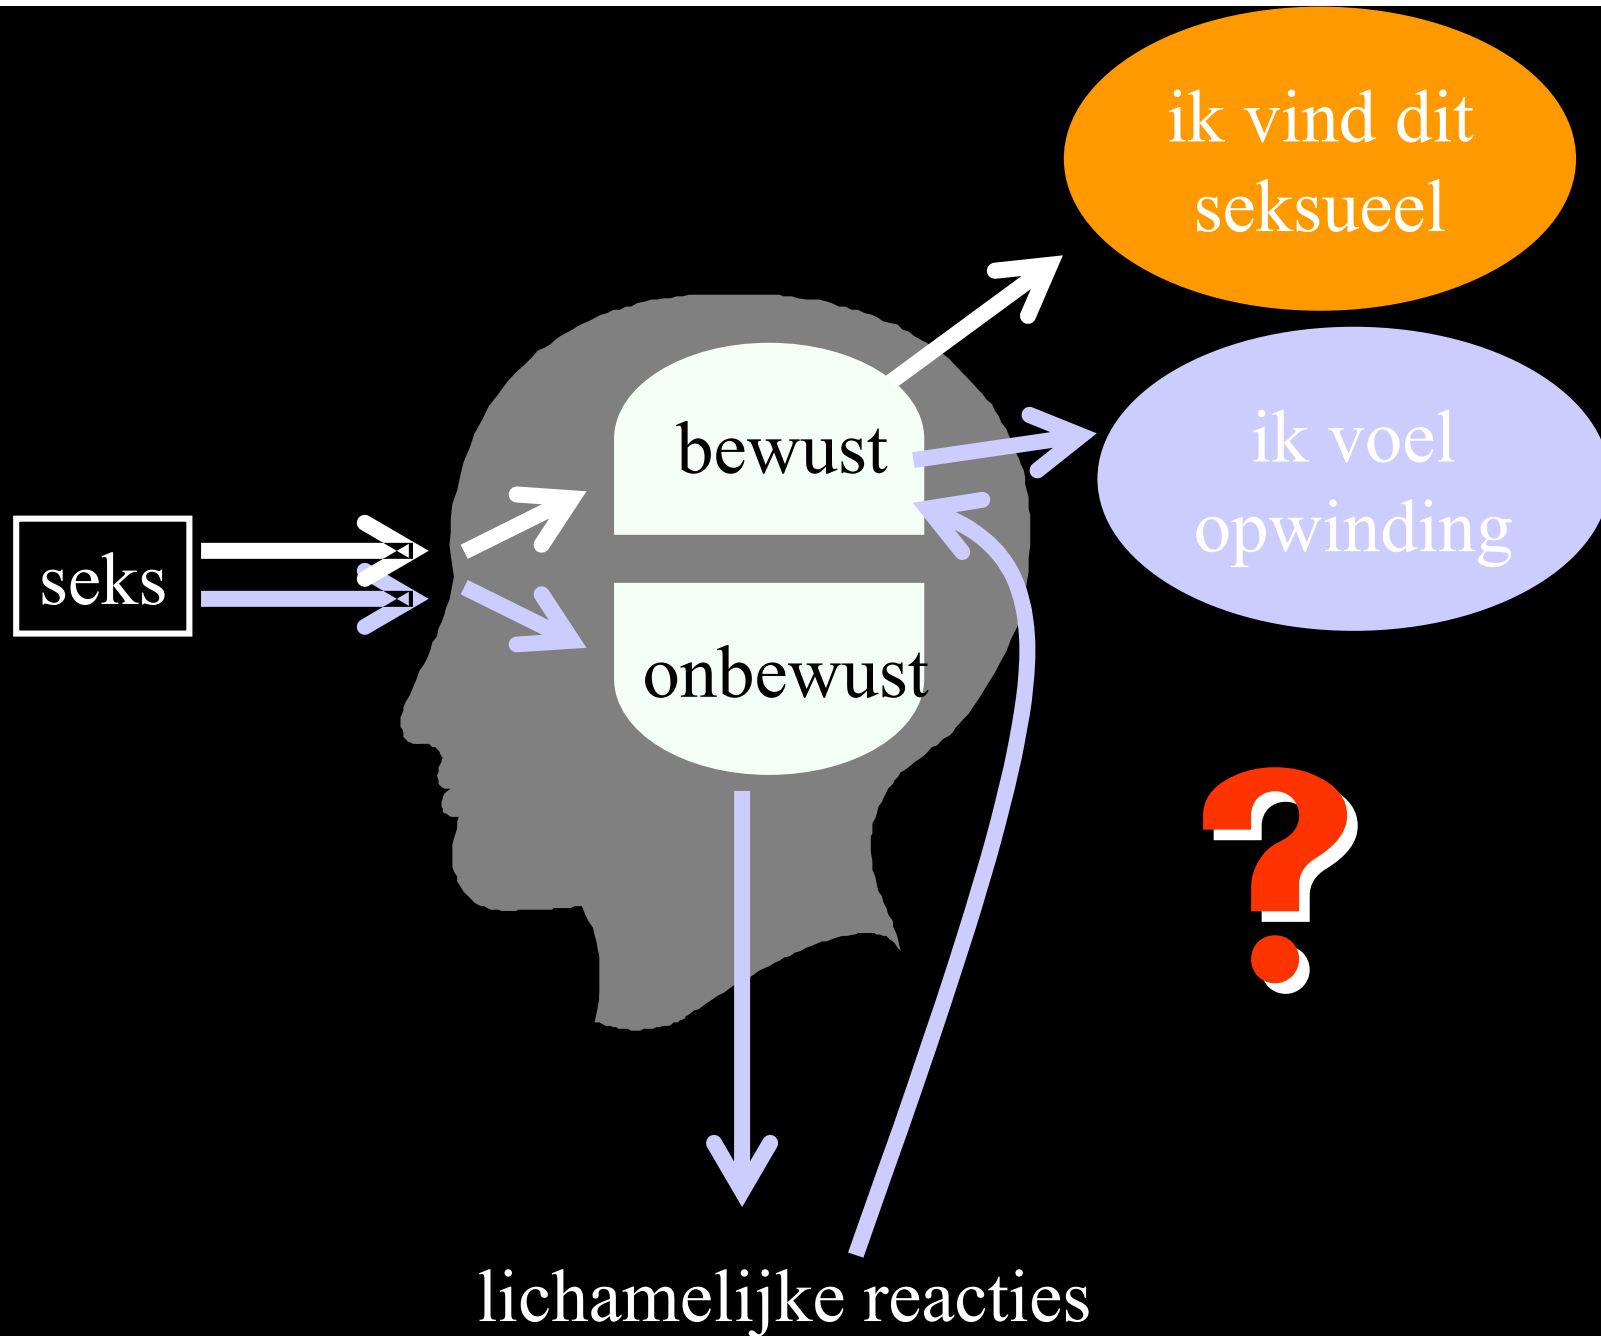 ik vind dit
seksueel
bewust
ik voel
opwinding
seks
onbewust
?
lichamelijke reacties